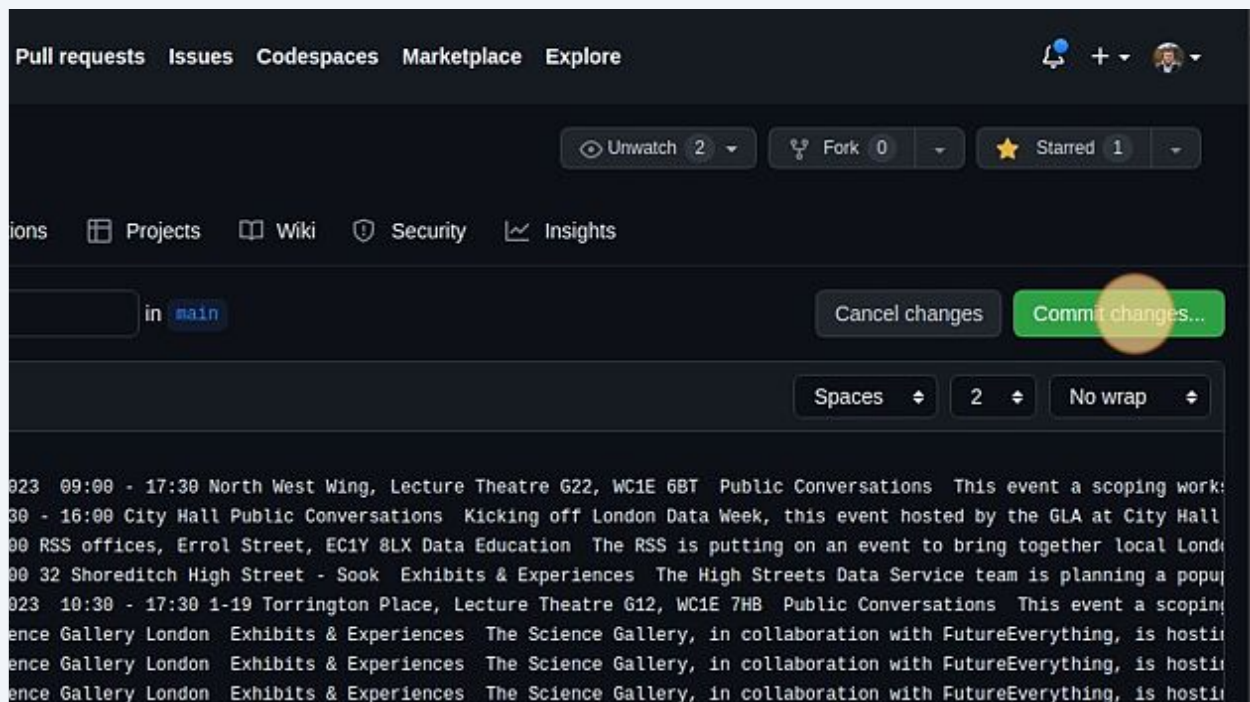 Pull requests Issues Codespaces Marketplace Explore
Unwatch 2 Fork 0 Starred 1
ions Projects Wiki Security Insights
in main Cancel changes Commit changes...
Spaces 2 No wrap
023 09:00 - 17:30 North West Wing, Lecture Theatre G22, WC1E 6BT Public Conversations This event a scoping works
30 - 16:00 City Hall Public Conversations Kicking off London Data Week, this event hosted by the GLA at City Hall
00 RSS offices, Errol Street, EC1Y 8LX Data Education The RSS is putting on an event to bring together local Londo
00 32 Shoreditch High Street - Sook Exhibits & Experiences The High Streets Data Service team is planning a popup
023 10:30 - 17:30 1-19 Torrington Place, Lecture Theatre G12, WC1E 7HB Public Conversations This event a scoping
ence Gallery London Exhibits & Experiences The Science Gallery, in collaboration with FutureEverything, is hostin
ence Gallery London Exhibits & Experiences The Science Gallery, in collaboration with FutureEverything, is hostin
ence Gallery London Exhibits & Experiences The Science Gallery, in collaboration with FutureEverything, is hostin